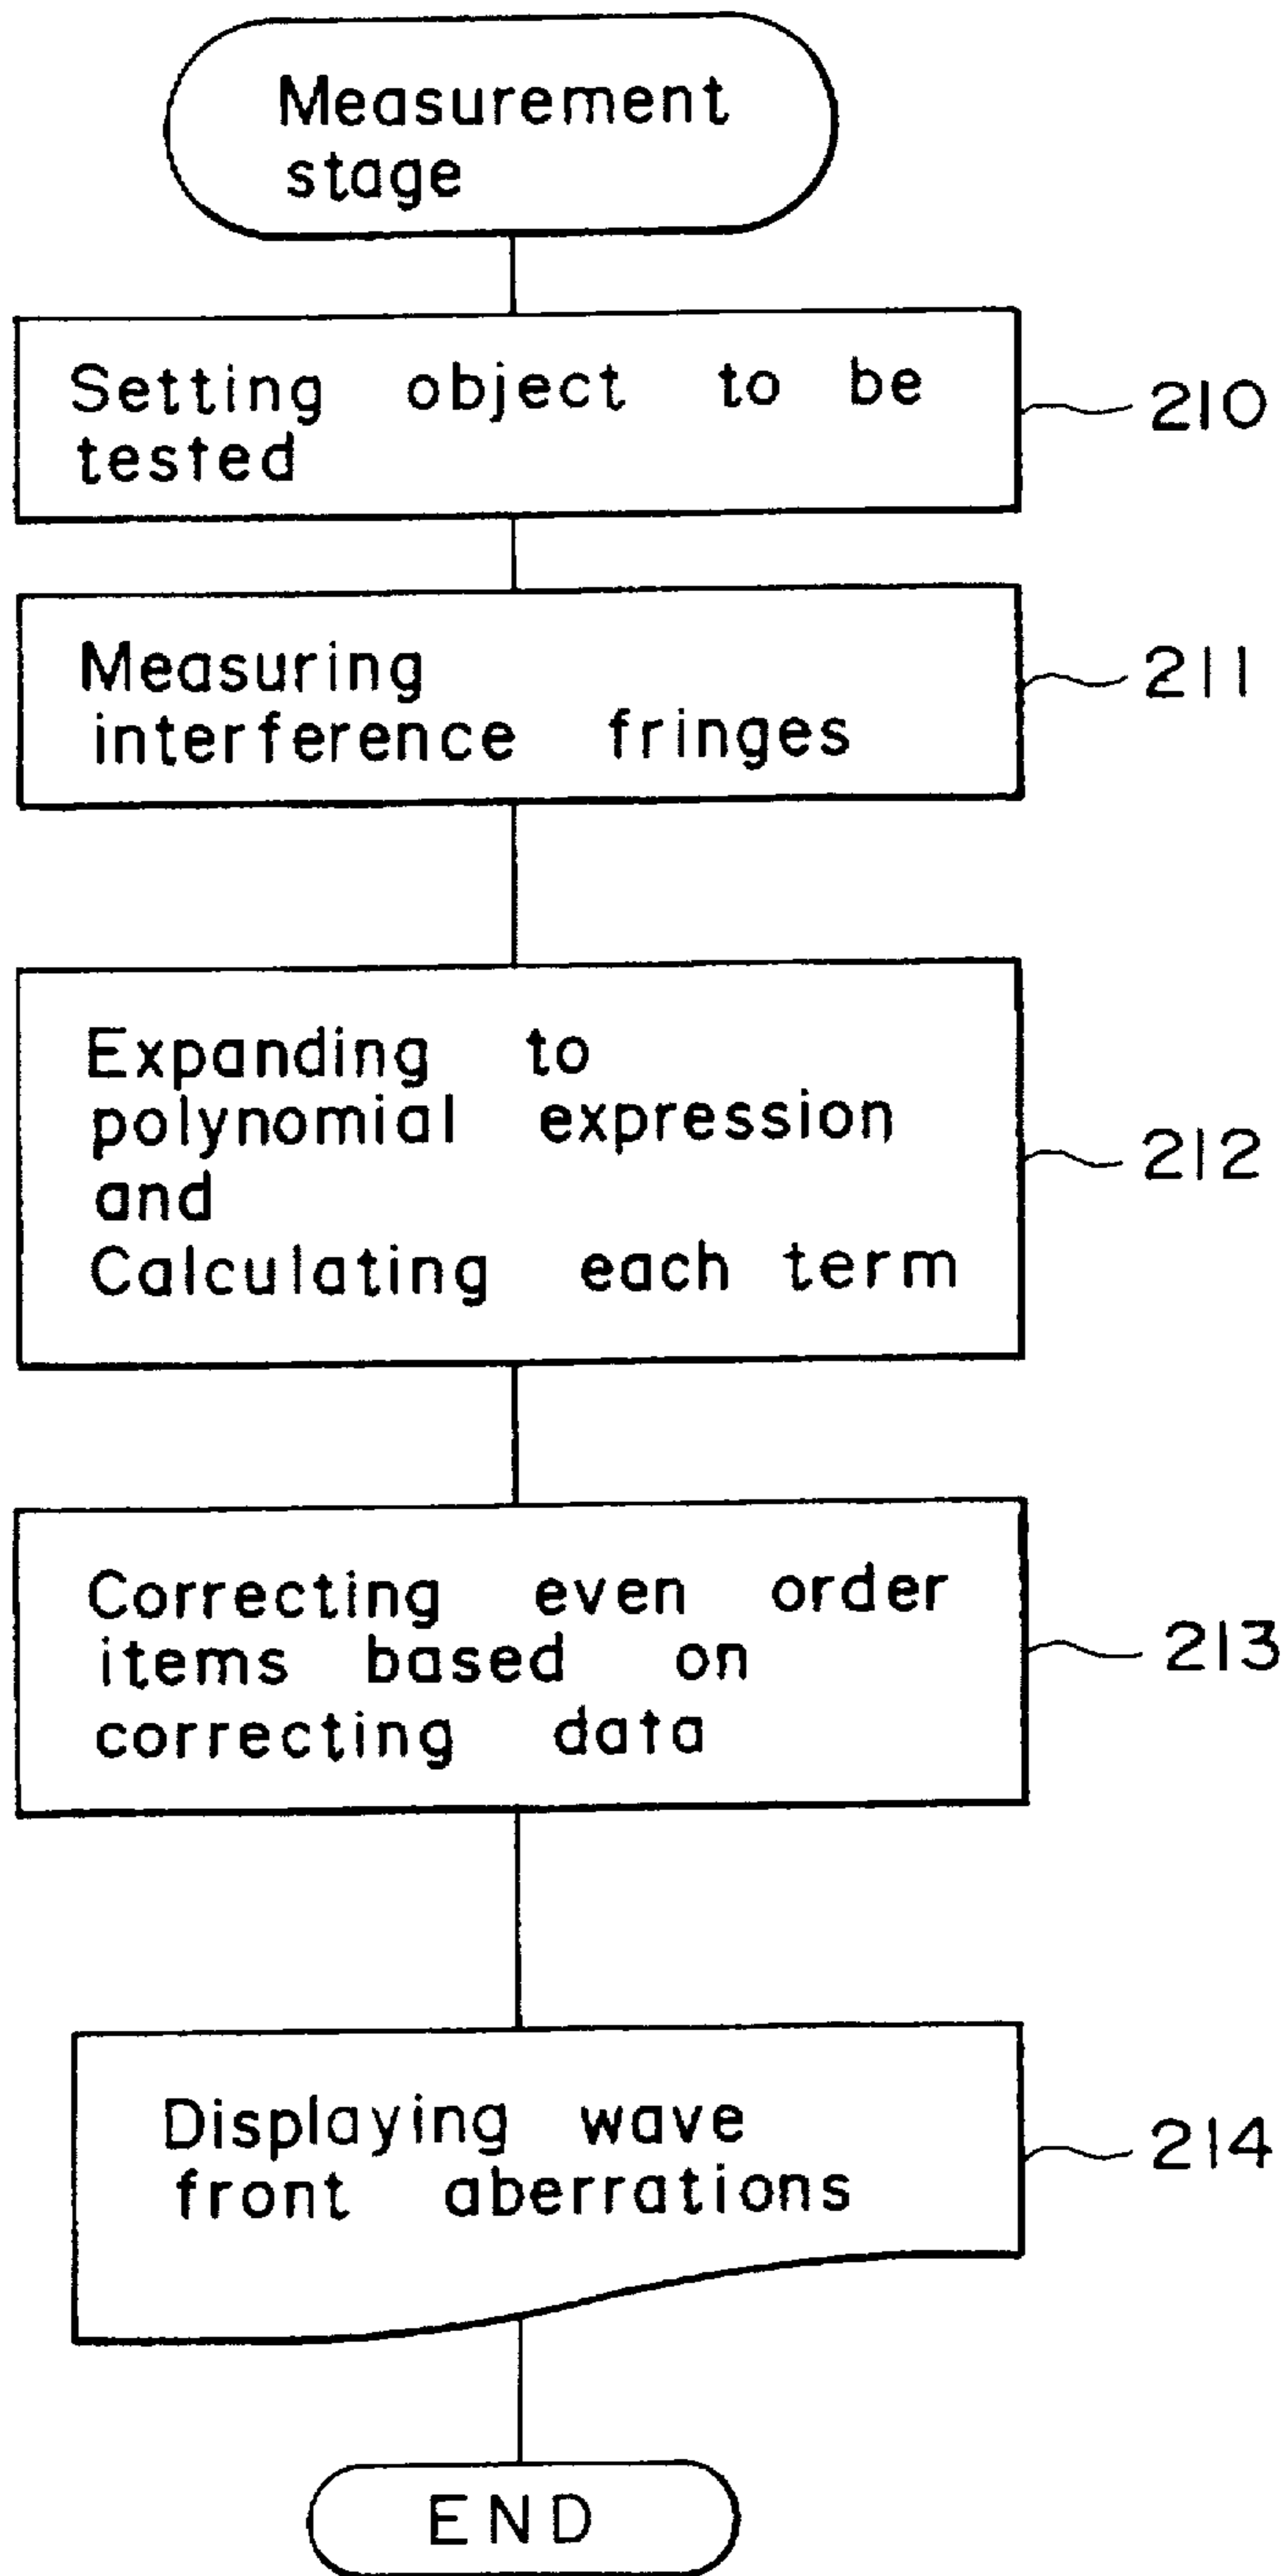 Measurement
stage
Setting object to be
tested
210
Measuring
interference fringes
211
Expanding to
polynomial expression
and
Calculating each term
212
Correcting even order
items based on
correcting data
213
Displaying wave
front aberrations
214
END